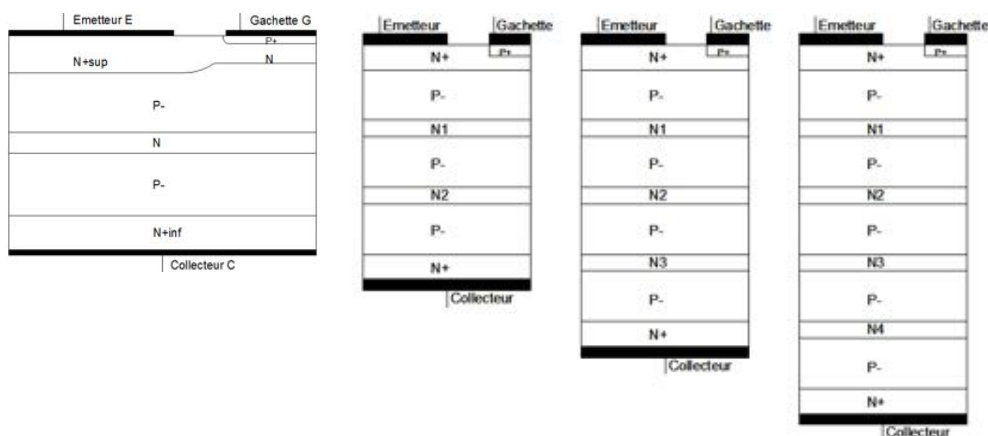 Emetteur E
Gachette G
P+
N+sup
N
P-
N
P-
N+inf
Collecteur C
Emetteur
Gachette
P+
N+
P-
N1
P-
N2
P-
N+
Collecteur
Emetteur
Gachette
P+
N+
P-
N1
P-
N2
P-
N3
P-
N+
Collecteur
Emetteur
Gachette
P+
N+
P-
N1
P-
N2
P-
N3
P-
N4
P-
N+
Collecteur